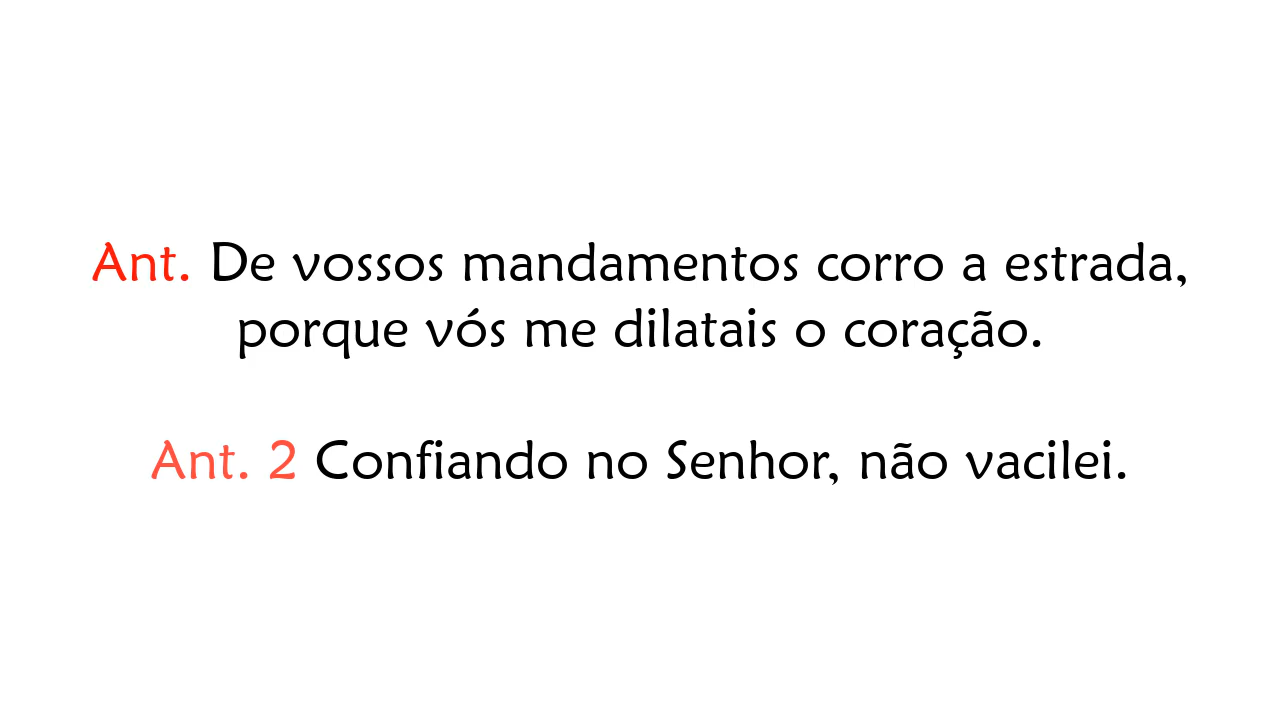 Ant. De vossos mandamentos corro a estrada,
porque vós me dilatais o coração.
Ant. 2 Confiando no Senhor, não vacilei.